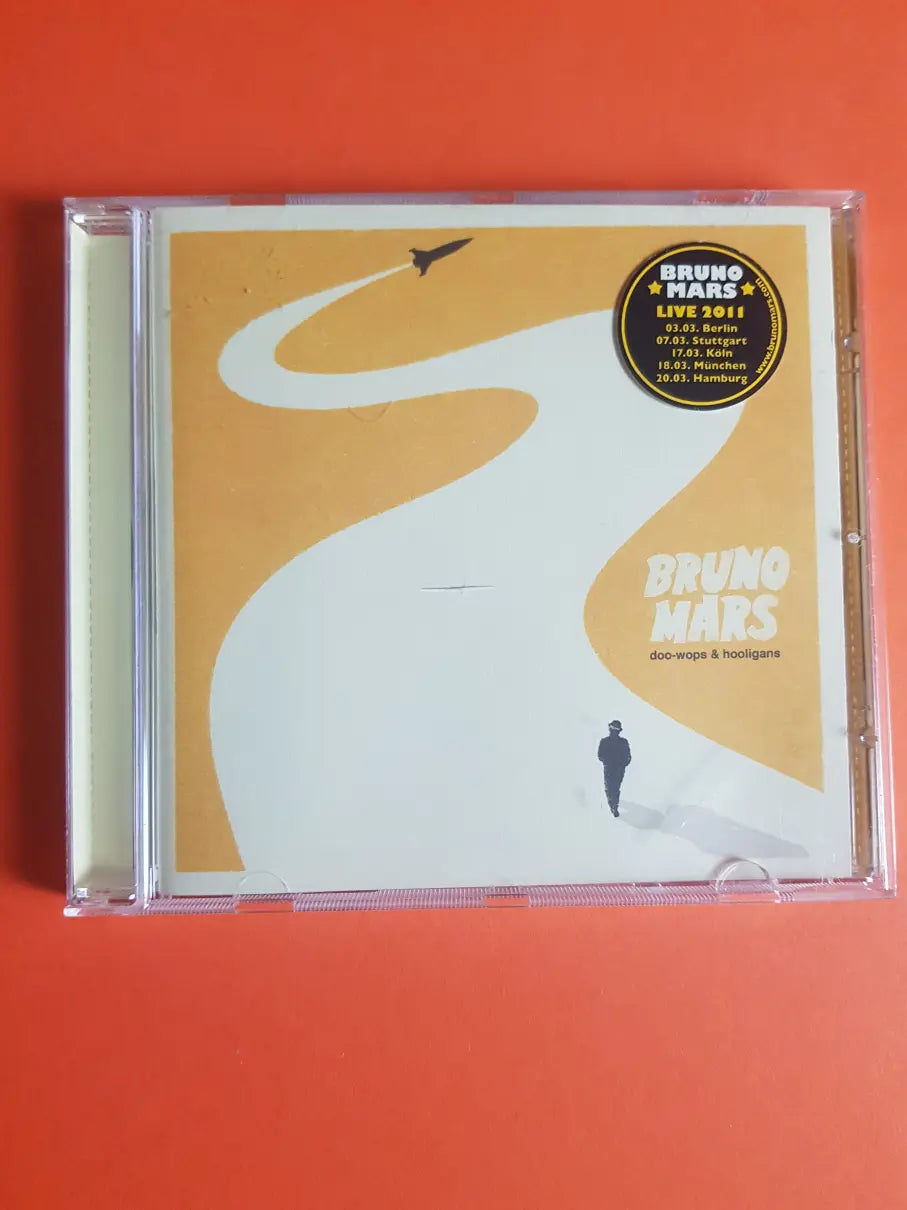 BRUNO
MARS
LIVE 2011
03.03. Berlin
07.03. Stuttgart
17.03. Köln
18.03. München
20.03. Hamburg
www.brunomars.com
BRUNO
MARS
doo-wops & hooligans